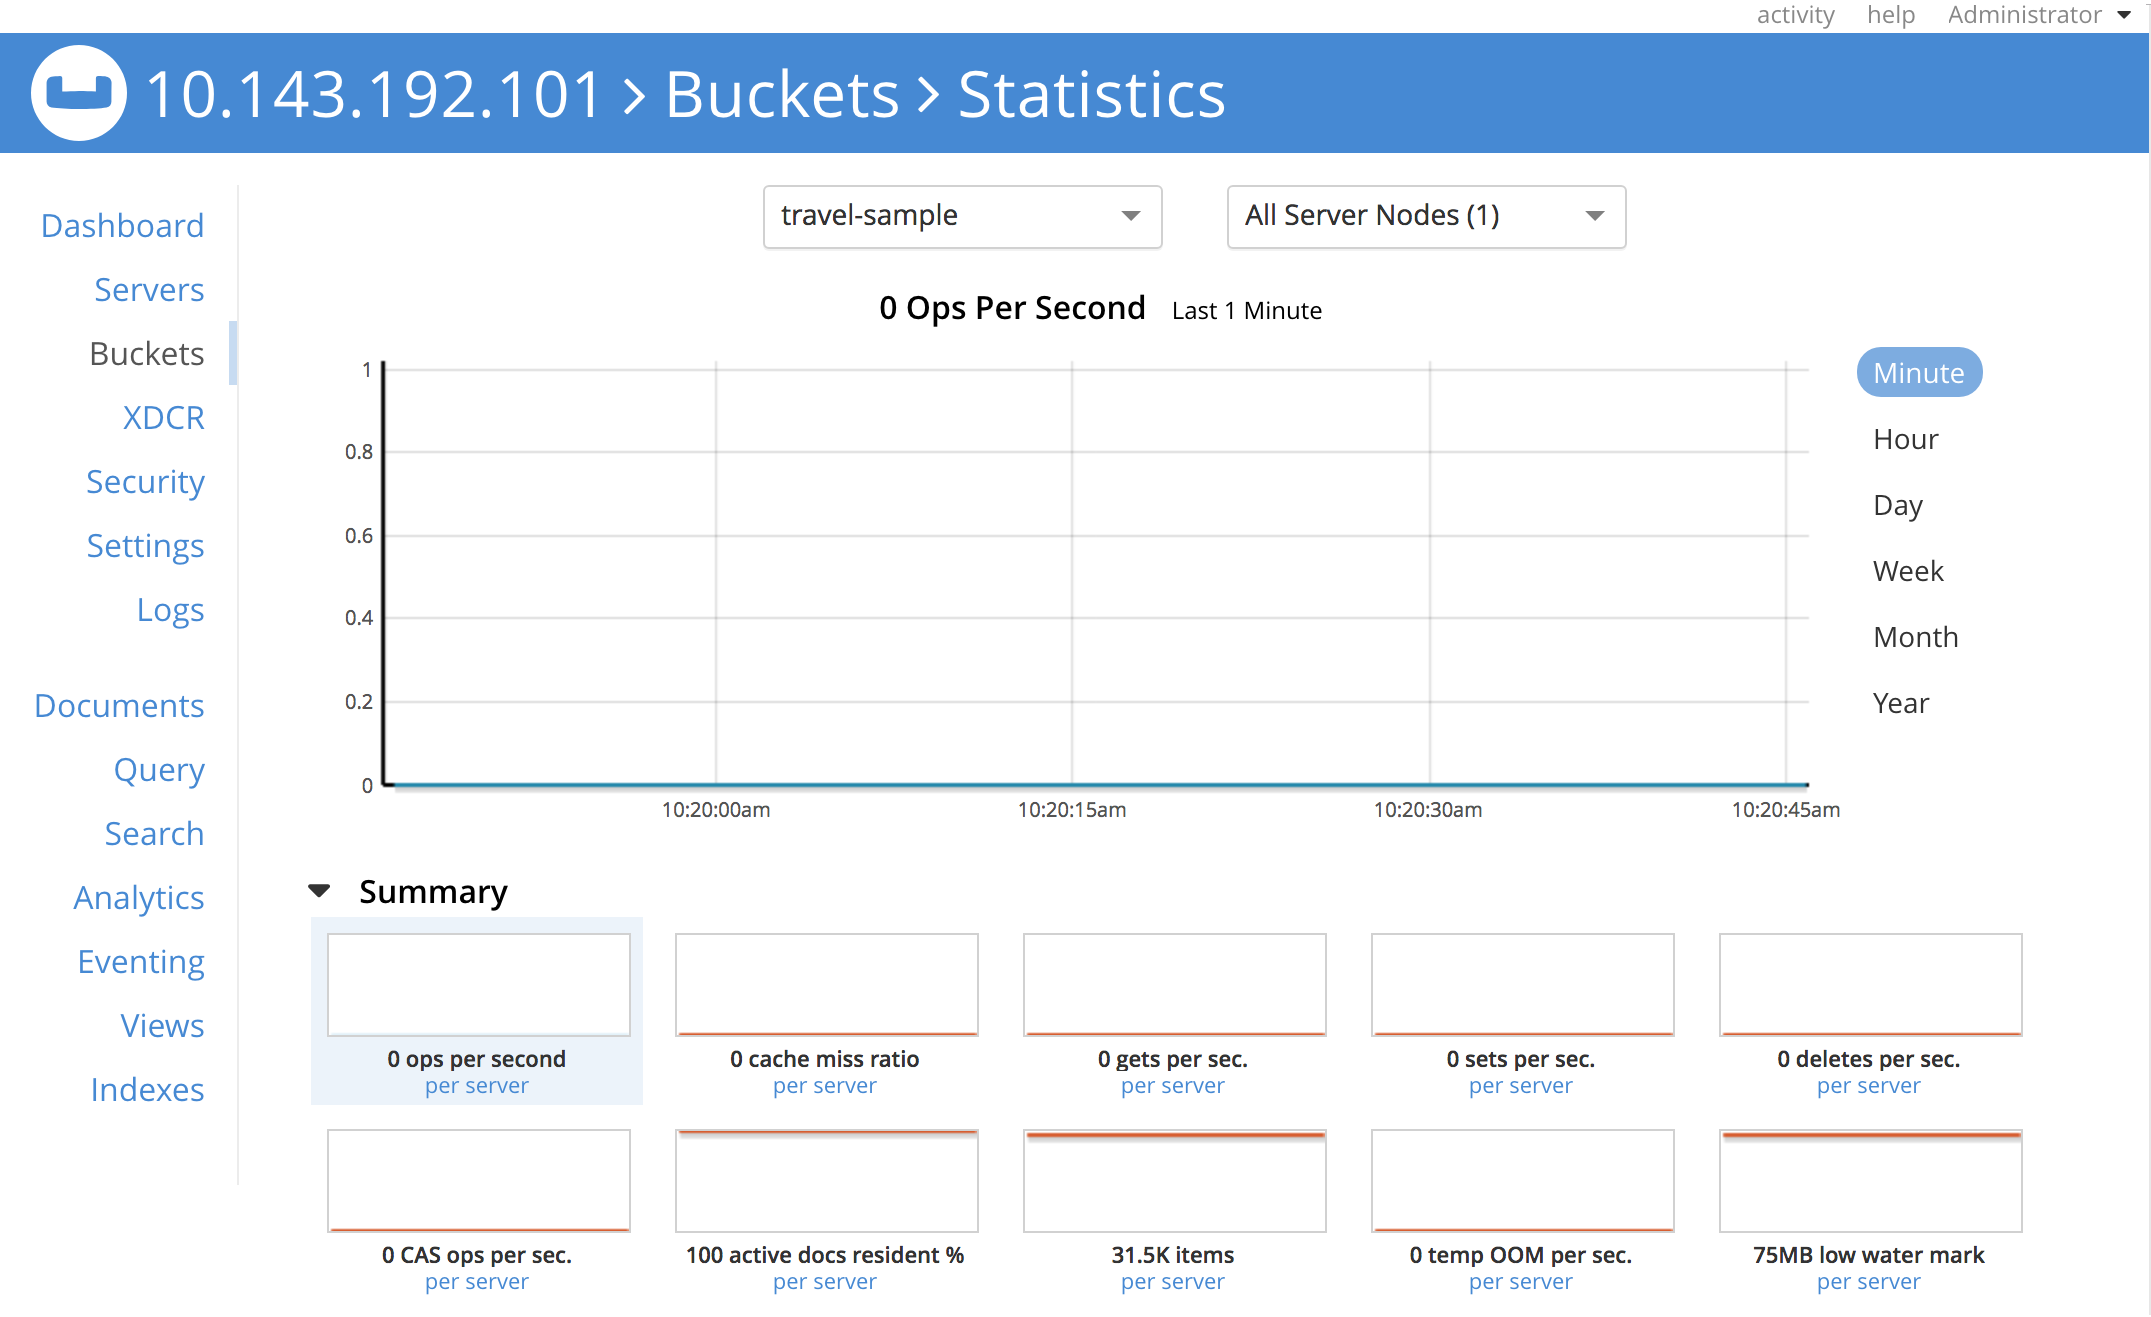 activity help Administrator
10.143.192.101 > Buckets > Statistics
Dashboard
Servers
Buckets
XDCR
Security
Settings
Logs
Documents
Query
Search
Analytics
Eventing
Views
Indexes
travel-sample
All Server Nodes (1)
0 Ops Per Second Last 1 Minute
1
0.8
0.6
0.4
0.2
0
10:20:00am 10:20:15am 10:20:30am 10:20:45am
Minute
Hour
Day
Week
Month
Year
Summary
0 ops per second
per server
0 cache miss ratio
per server
0 gets per sec.
per server
0 sets per sec.
per server
0 deletes per sec.
per server
0 CAS ops per sec.
per server
100 active docs resident %
per server
31.5K items
per server
0 temp OOM per sec.
per server
75MB low water mark
per server